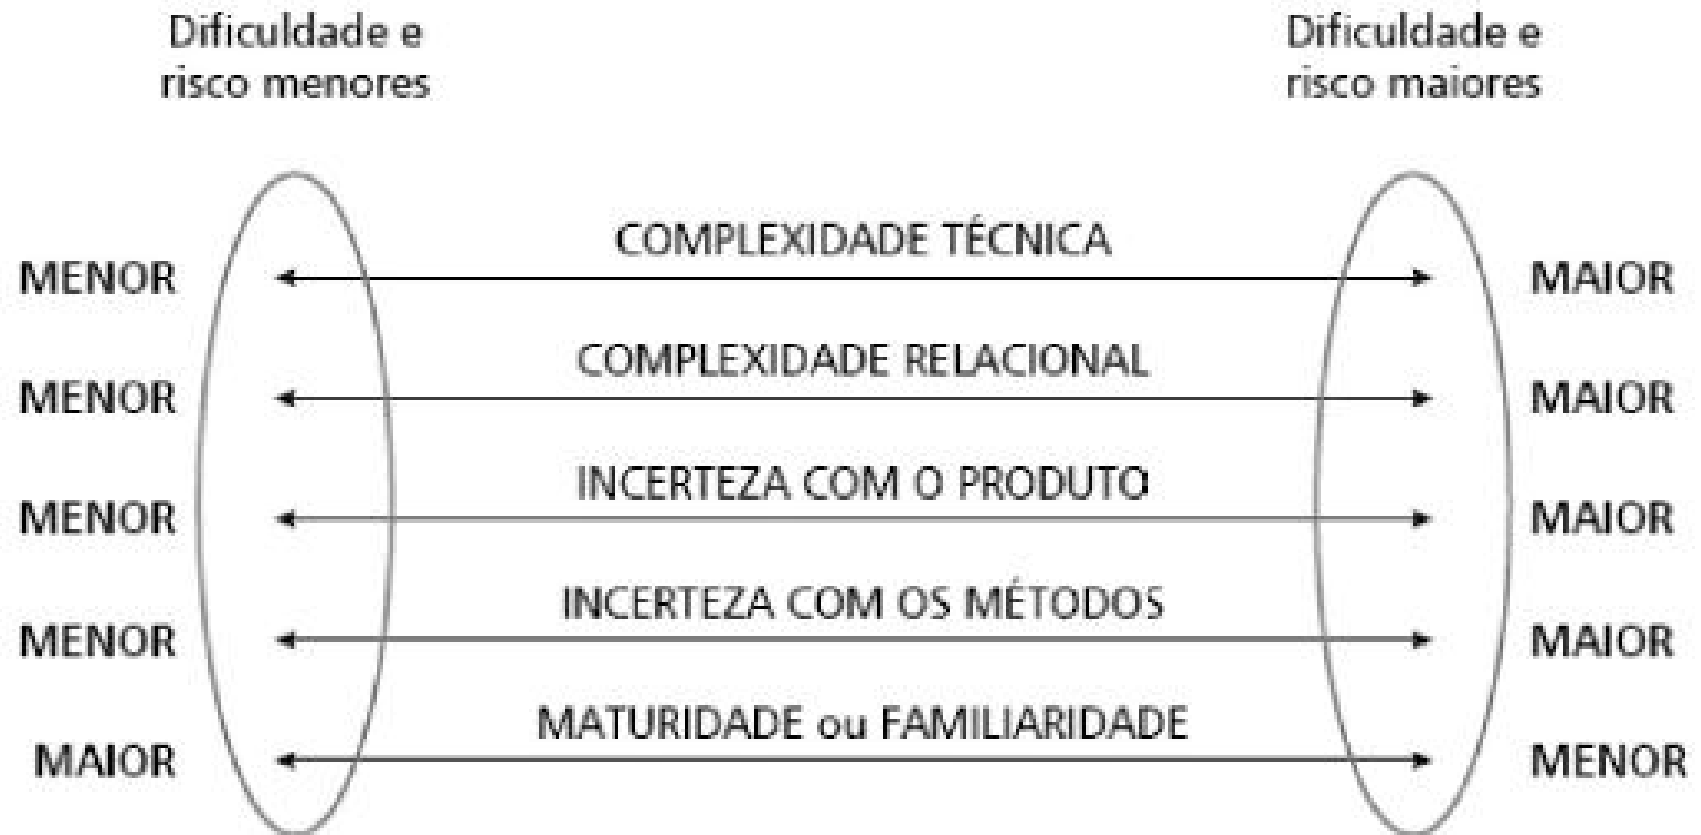 Dificuldade e
risco menores
Dificuldade e
risco maiores
COMPLEXIDADE TÉCNICA
MENOR
MAIOR
COMPLEXIDADE RELACIONAL
MENOR
MAIOR
INCERTEZA COM O PRODUTO
MENOR
MAIOR
INCERTEZA COM OS MÉTODOS
MENOR
MAIOR
MATURIDADE ou FAMILIARIDADE
MAIOR
MENOR